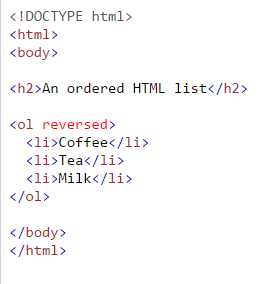 <!DOCTYPE html>
<html>
<body>
<h2>An ordered HTML list</h2>
<ol reversed>
<li>Coffee</li>
<li>Tea</li>
<li>Milk</li>
</ol>
</body>
</html>